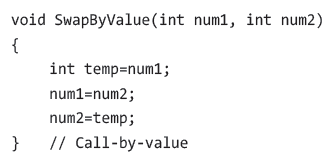 void SwapByValue(int num1, int num2)
{
    int temp=num1;
    num1=num2;
    num2=temp;
}   // Call-by-value